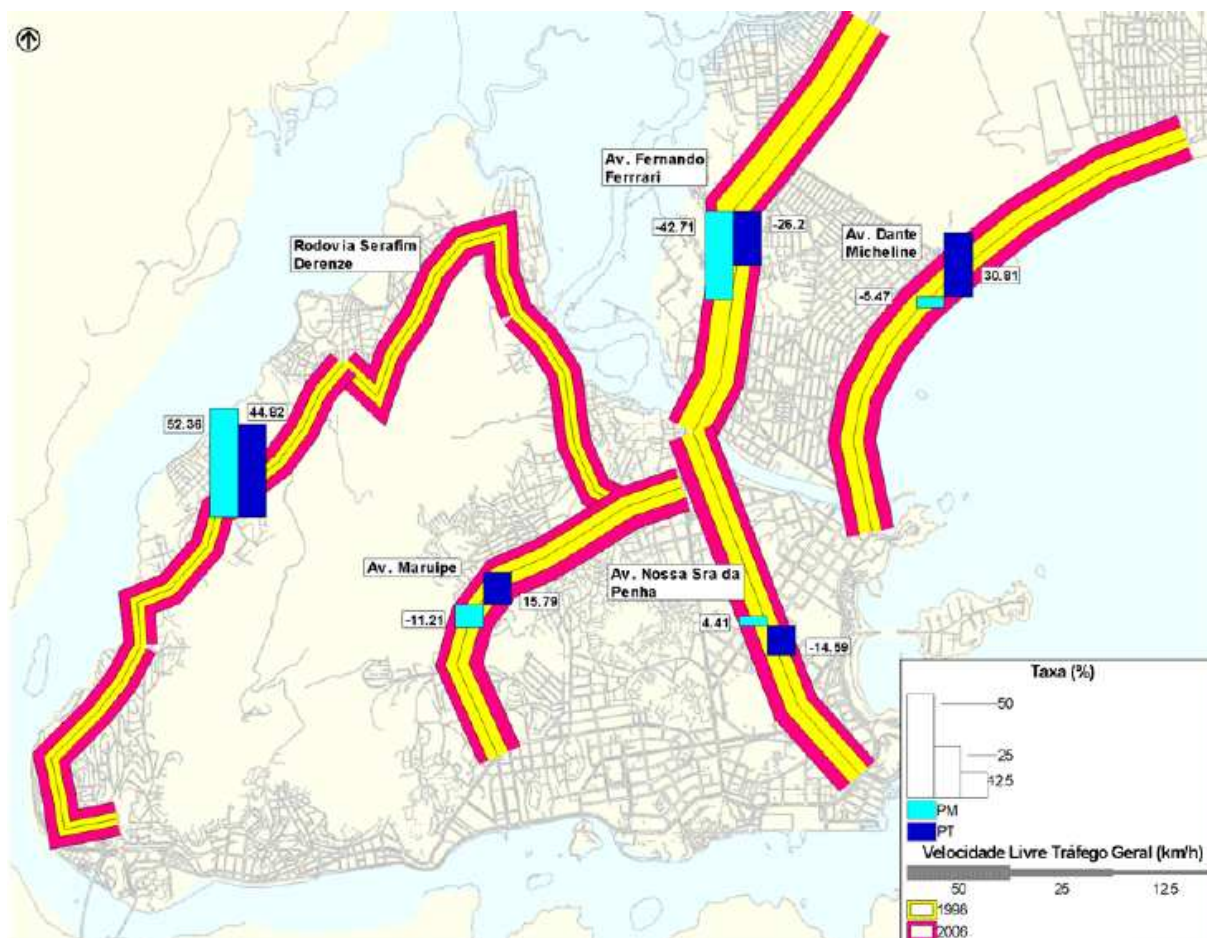 Av. Fernando
Ferrrari
-42.71
-26.2
Av. Dante
Micheline
30.81
-5.47
Rodovia Serafim
Derenze
52.36
44.82
Av. Maruipe
15.79
-11.21
Av. Nossa Sra da
Penha
4.41
-14.59
Taxa (%)
50
25
12.5
PM
PT
Velocidade Livre Tráfego Geral (km/h)
50 25 12.5
1996
2006